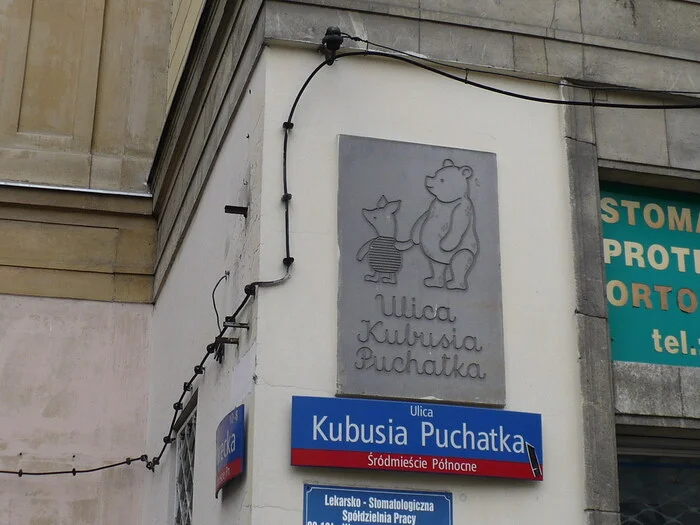 Ulica
Kubusia
Puchatka
Ulica
Kubusia Puchatka
Śródmieście Północne
Lekarsko - Stomatologiczna
Spółdzielnia Pracy
STOMA
PROTE
ORTO
tel.